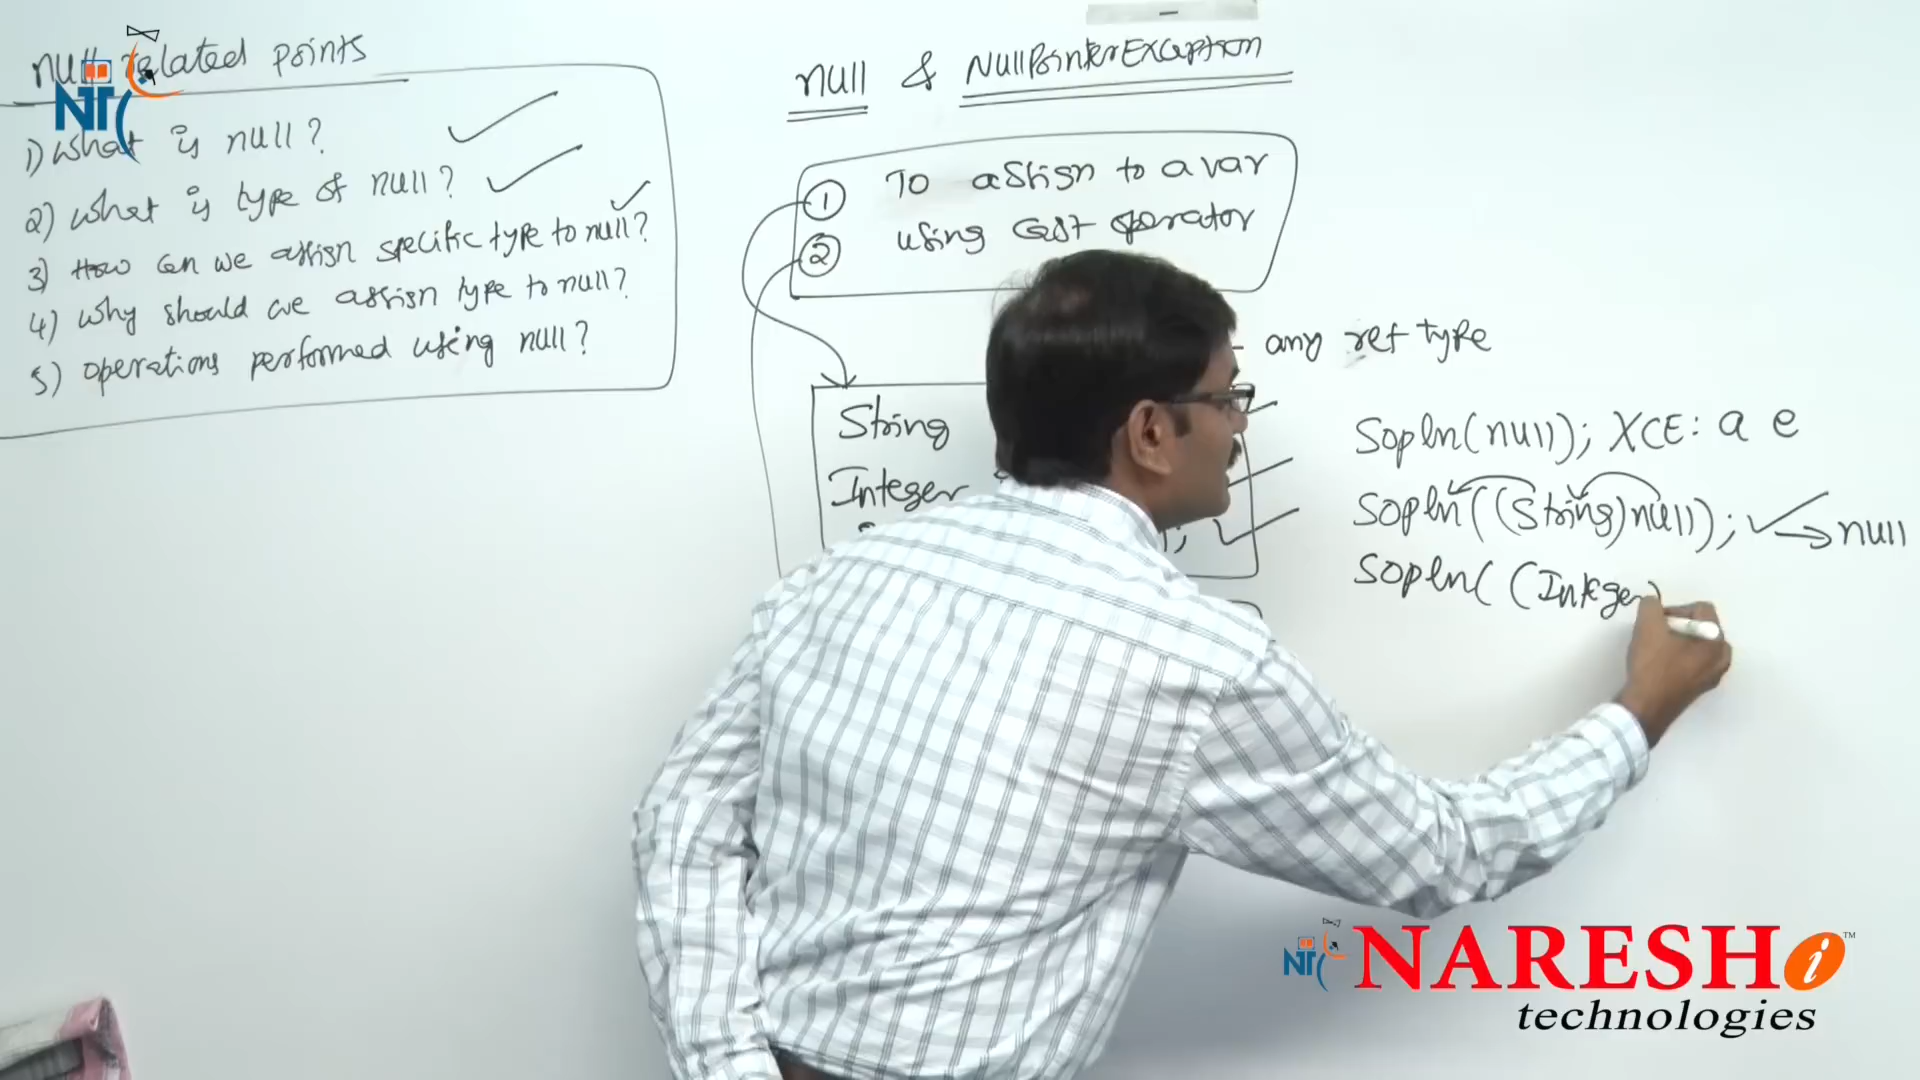 null related points
1) What is null?
2) What is type of null?
3) How can we assign specific type to null?
4) Why should we assign type to null?
5) operations performed using null?
null & NullPointerException
1 To assign to a var
2 using cast operator
any ref type
String
Integer
;
Sopln(null); XCE: a e
Sopln((String)null); → null
Sopln((Integer)
NTC
NT NARESH i ™
technologies